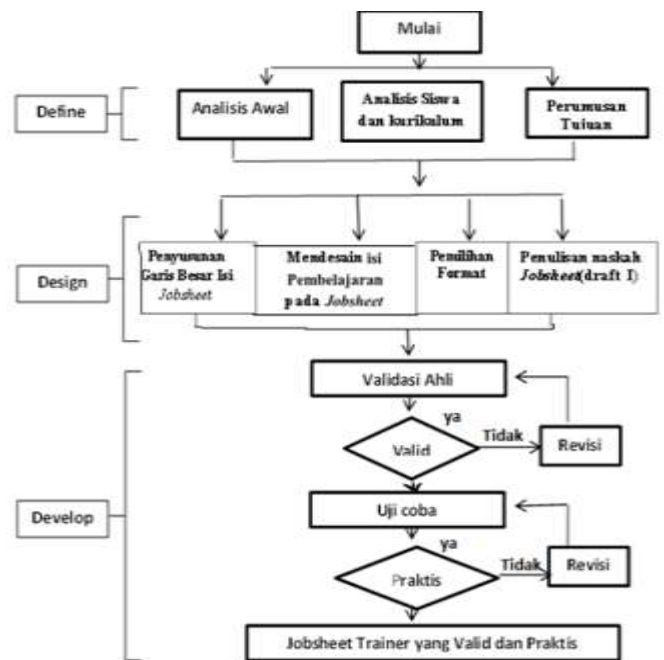 Mulai
Define
Analisis Awal
Analisis Siswa
dan kurikalum
Perumusan
Tujuan
Design
Penyusunan
Garis Besar Isi
Jobsheet
Mendesain isi
Pembelajaran
pada Jobsheet
Pemilihan
Format
Penulisan naskah
Jobsheet(draft I)
Develop
Validasi Ahli
ya
Valid
Tidak
Revisi
Uji coba
ya
Praktis
Tidak
Revisi
Jobsheet Trainer yang Valid dan Praktis